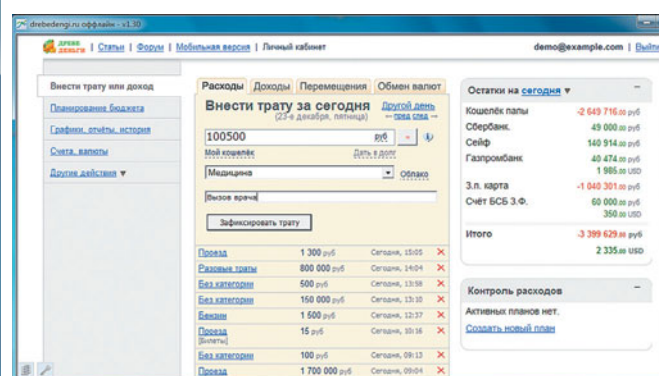 drebedengi.ru оффлайн - v1.30
ДРЕБЕ ДЕНЬГИ | Статьи | Форум | Мобильная версия | Личный кабинет
demo@example.com | Выйти
Внести трату или доход
Планирование бюджета
Графики, отчёты, история
Счета, валюты
Другие действия ▼
Расходы Доходы Перемещения Обмен валют
Внести трату за сегодня Другой день
(23-е декабря, пятница) ← пред след →
100500 руб
Мой кошелёк Дать в долг
Медицина Облако
Вызов врача
Зафиксировать трату
Проезд 1 300 руб Сегодня, 15:05
Разовые траты 800 000 руб Сегодня, 14:04
Без категории 500 руб Сегодня, 13:58
Без категории 150 000 руб Сегодня, 13:10
Бензин 1 500 руб Сегодня, 12:37
Проезд 15 руб Сегодня, 10:16
[Билеты]
Без категории 100 руб Сегодня, 09:13
Проезд 1 700 000 руб Сегодня, 09:04
Остатки на сегодня ▼
Кошелёк папы -2 649 716.00 руб
Сбербанк. 49 000.00 руб
Сейф 140 914.00 руб
Газпромбанк 40 474.00 руб
1 985.00 USD
З.п. карта -1 040 301.00 руб
Счёт БСБ З.Ф. 60 000.00 руб
350.00 USD
Итого -3 399 629.00 руб
2 335.00 USD
Контроль расходов
Активных планов нет.
Создать новый план